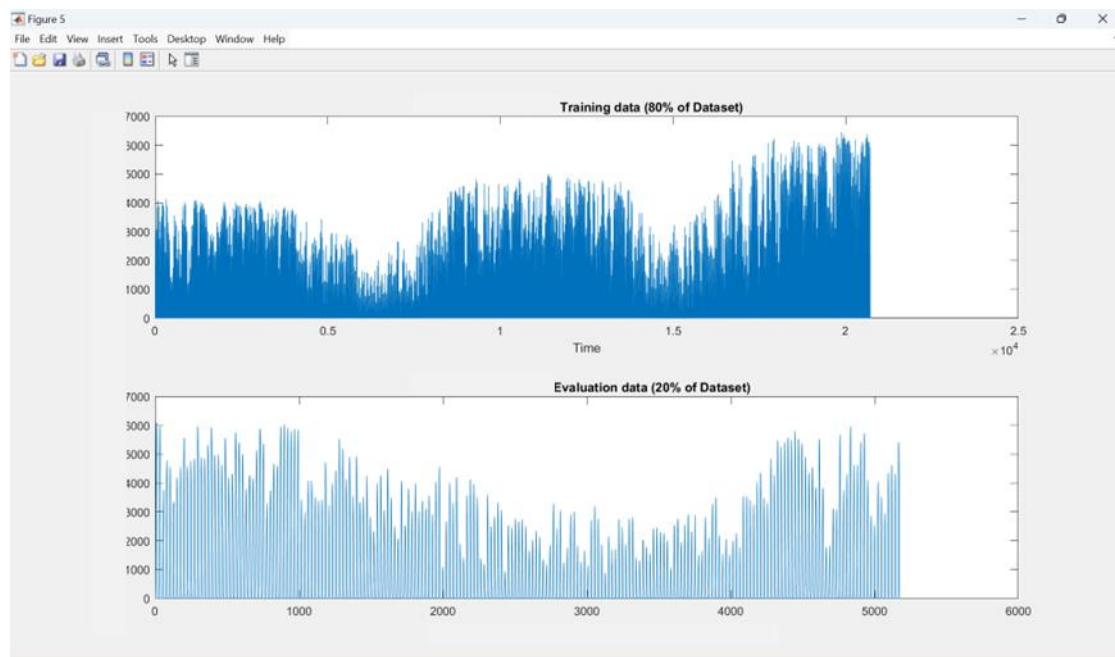 Figure 5
File Edit View Insert Tools Desktop Window Help
Training data (80% of Dataset)
7000
6000
5000
4000
3000
2000
1000
0
0 0.5 1 1.5 2 2.5
Time
×10⁴
Evaluation data (20% of Dataset)
7000
6000
5000
4000
3000
2000
1000
0
0 1000 2000 3000 4000 5000 6000